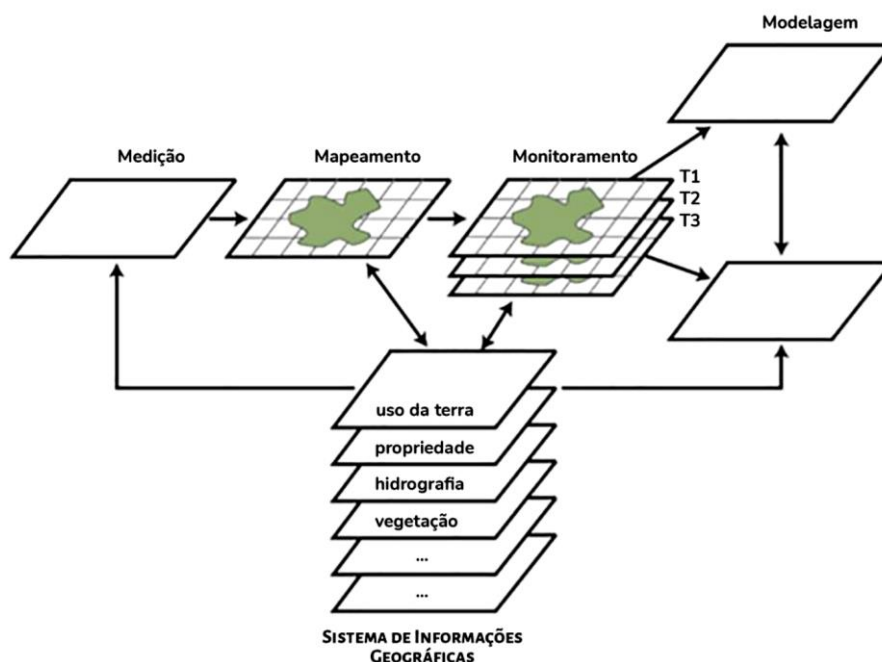 Modelagem
Medição
Mapeamento
Monitoramento
T1
T2
T3
uso da terra
propriedade
hidrografia
vegetação
...
...
SISTEMA DE INFORMAÇÕES
GEOGRÁFICAS